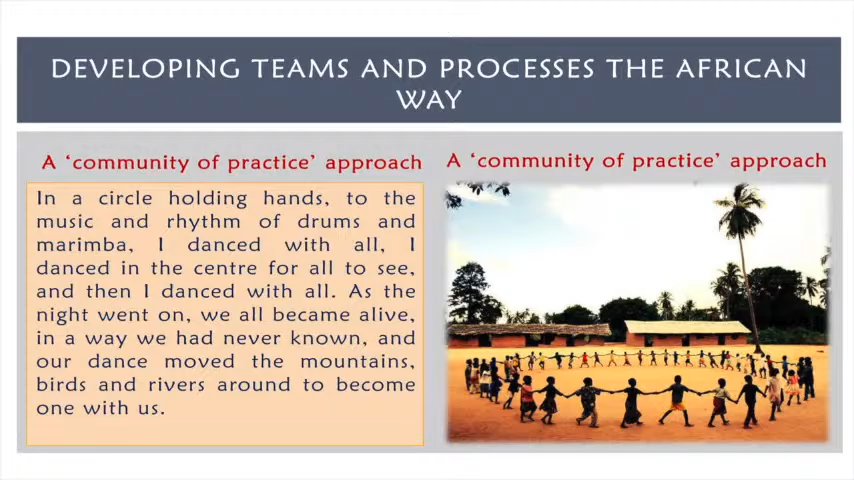 DEVELOPING TEAMS AND PROCESSES THE AFRICAN
WAY
A ‘community of practice’ approach
In a circle holding hands, to the
music and rhythm of drums and
marimba, I danced with all, I
danced in the centre for all to see,
and then I danced with all. As the
night went on, we all became alive,
in a way we had never known, and
our dance moved the mountains,
birds and rivers around to become
one with us.
A ‘community of practice’ approach